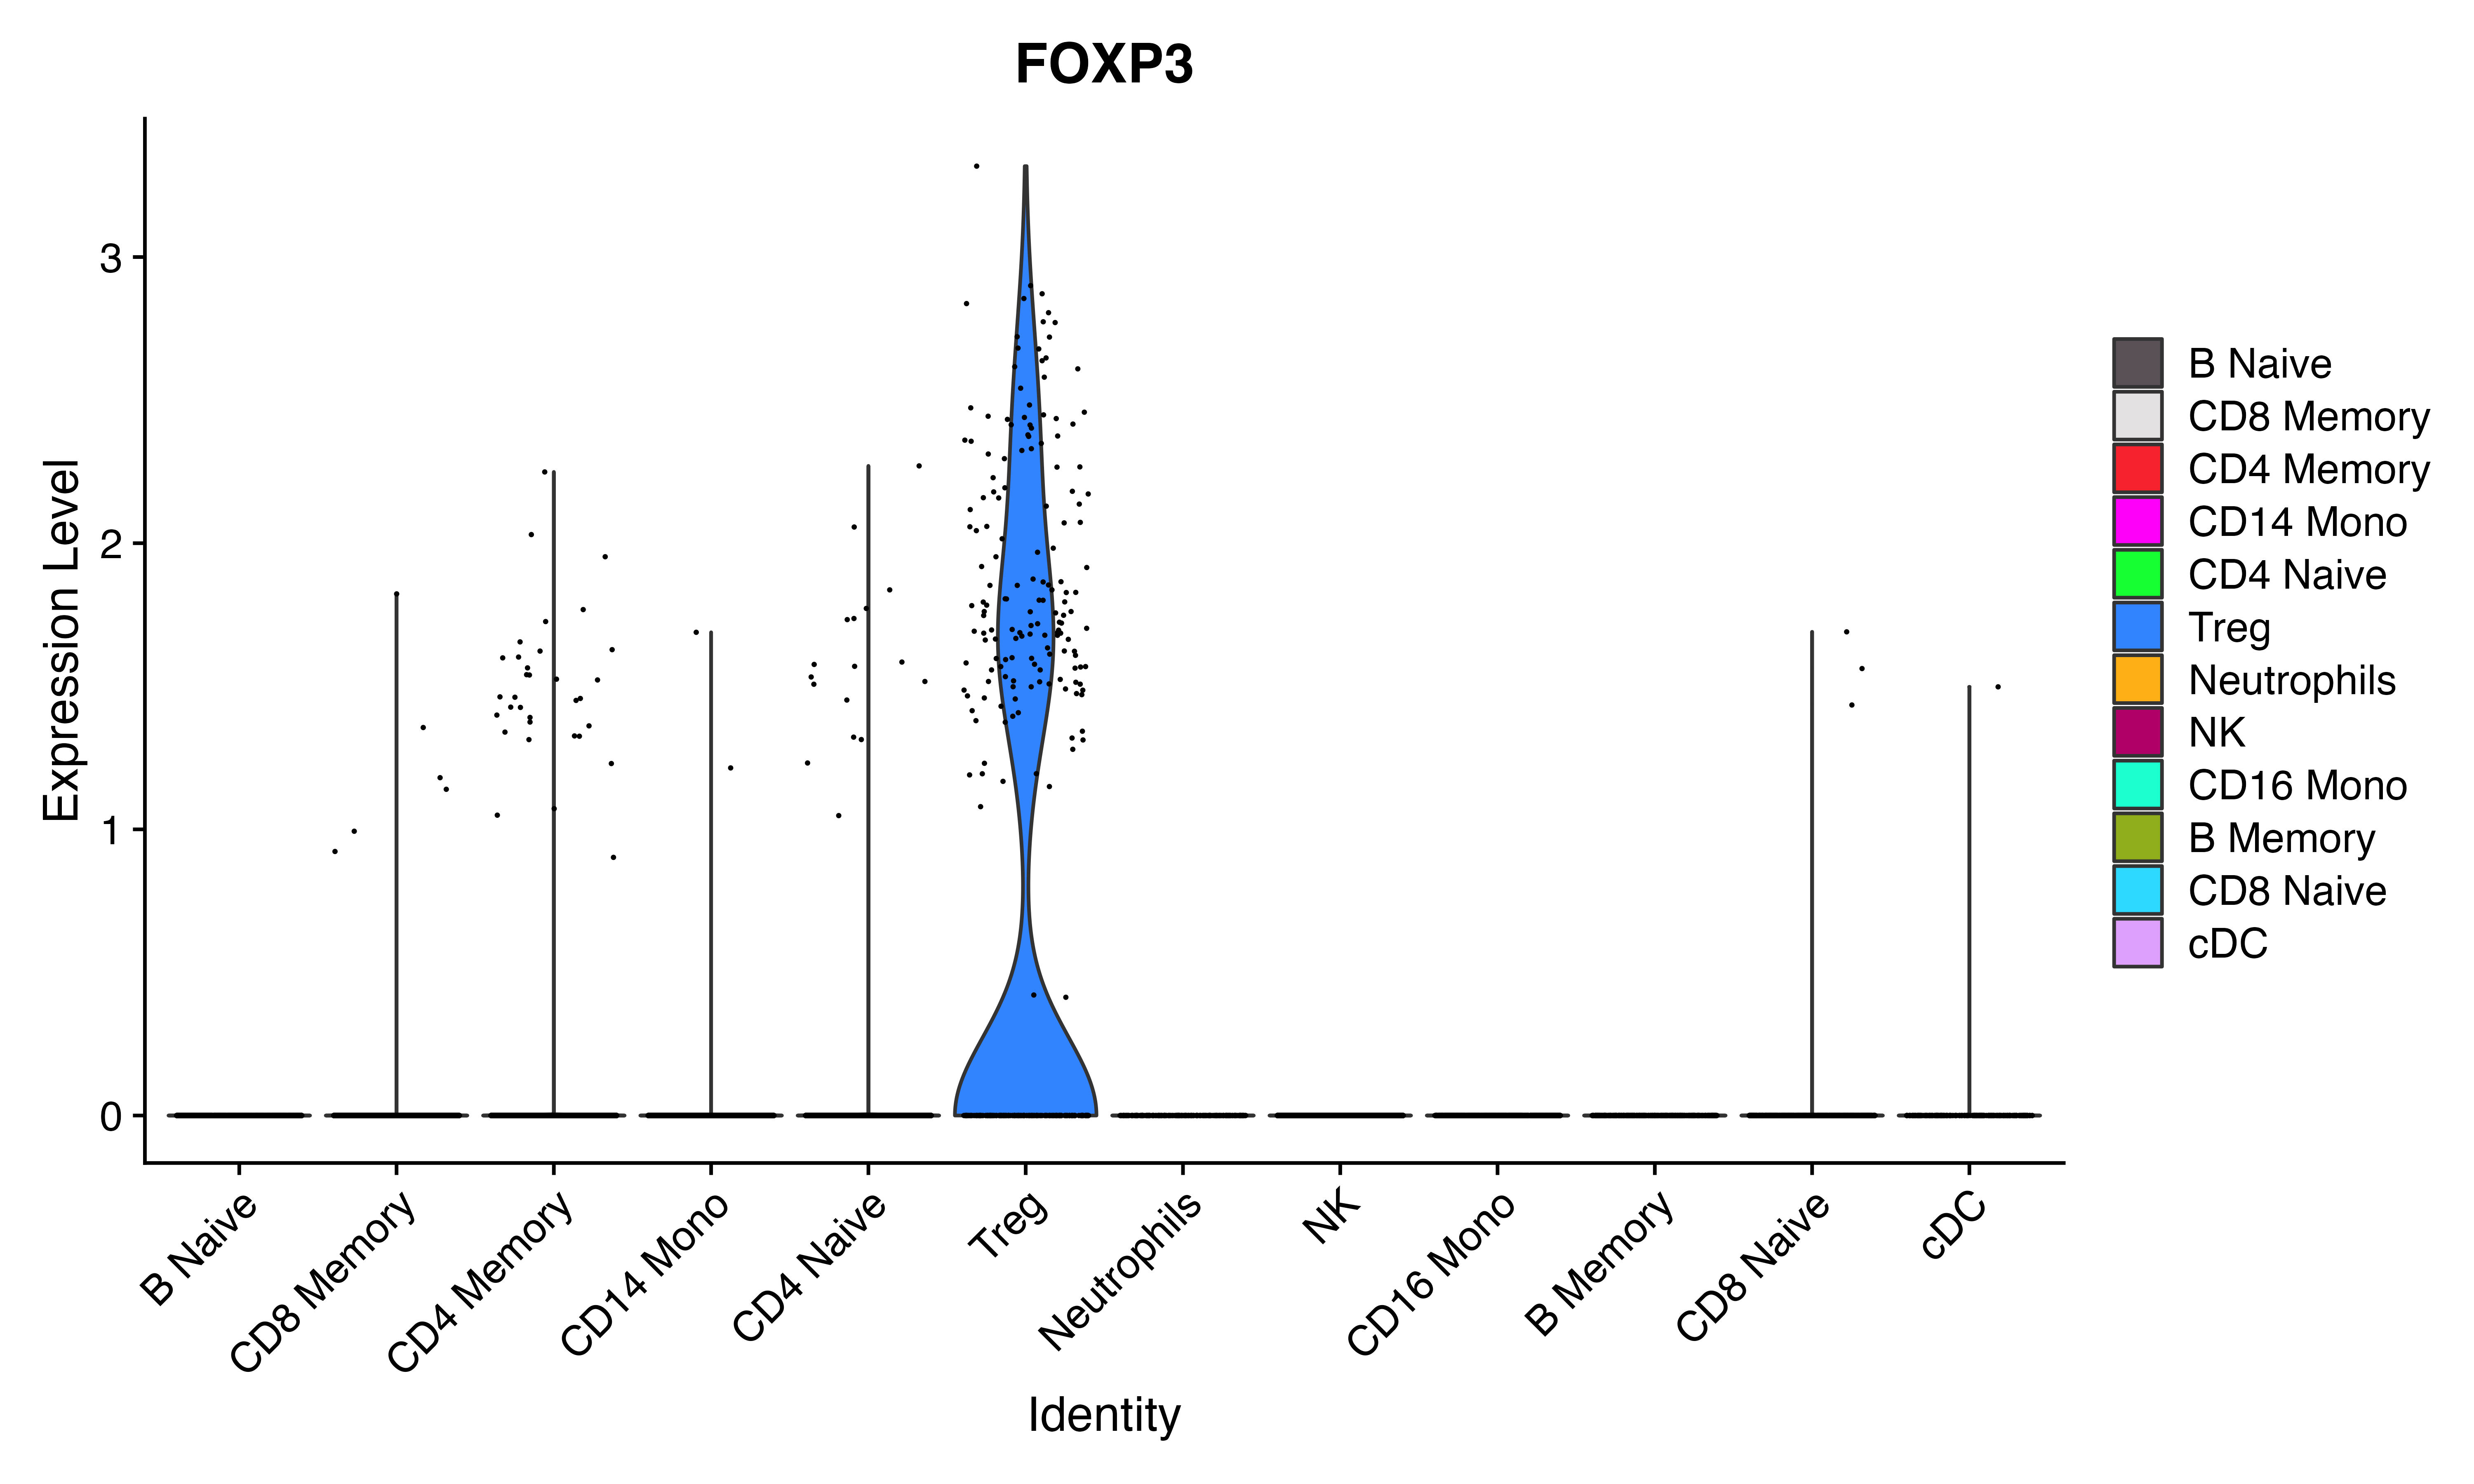 FOXP3
Expression Level
3
2
1
0
B Naive
CD8 Memory
CD4 Memory
CD14 Mono
CD4 Naive
Treg
Neutrophils
NK
CD16 Mono
B Memory
CD8 Naive
cDC
Identity
B Naive
CD8 Memory
CD4 Memory
CD14 Mono
CD4 Naive
Treg
Neutrophils
NK
CD16 Mono
B Memory
CD8 Naive
cDC